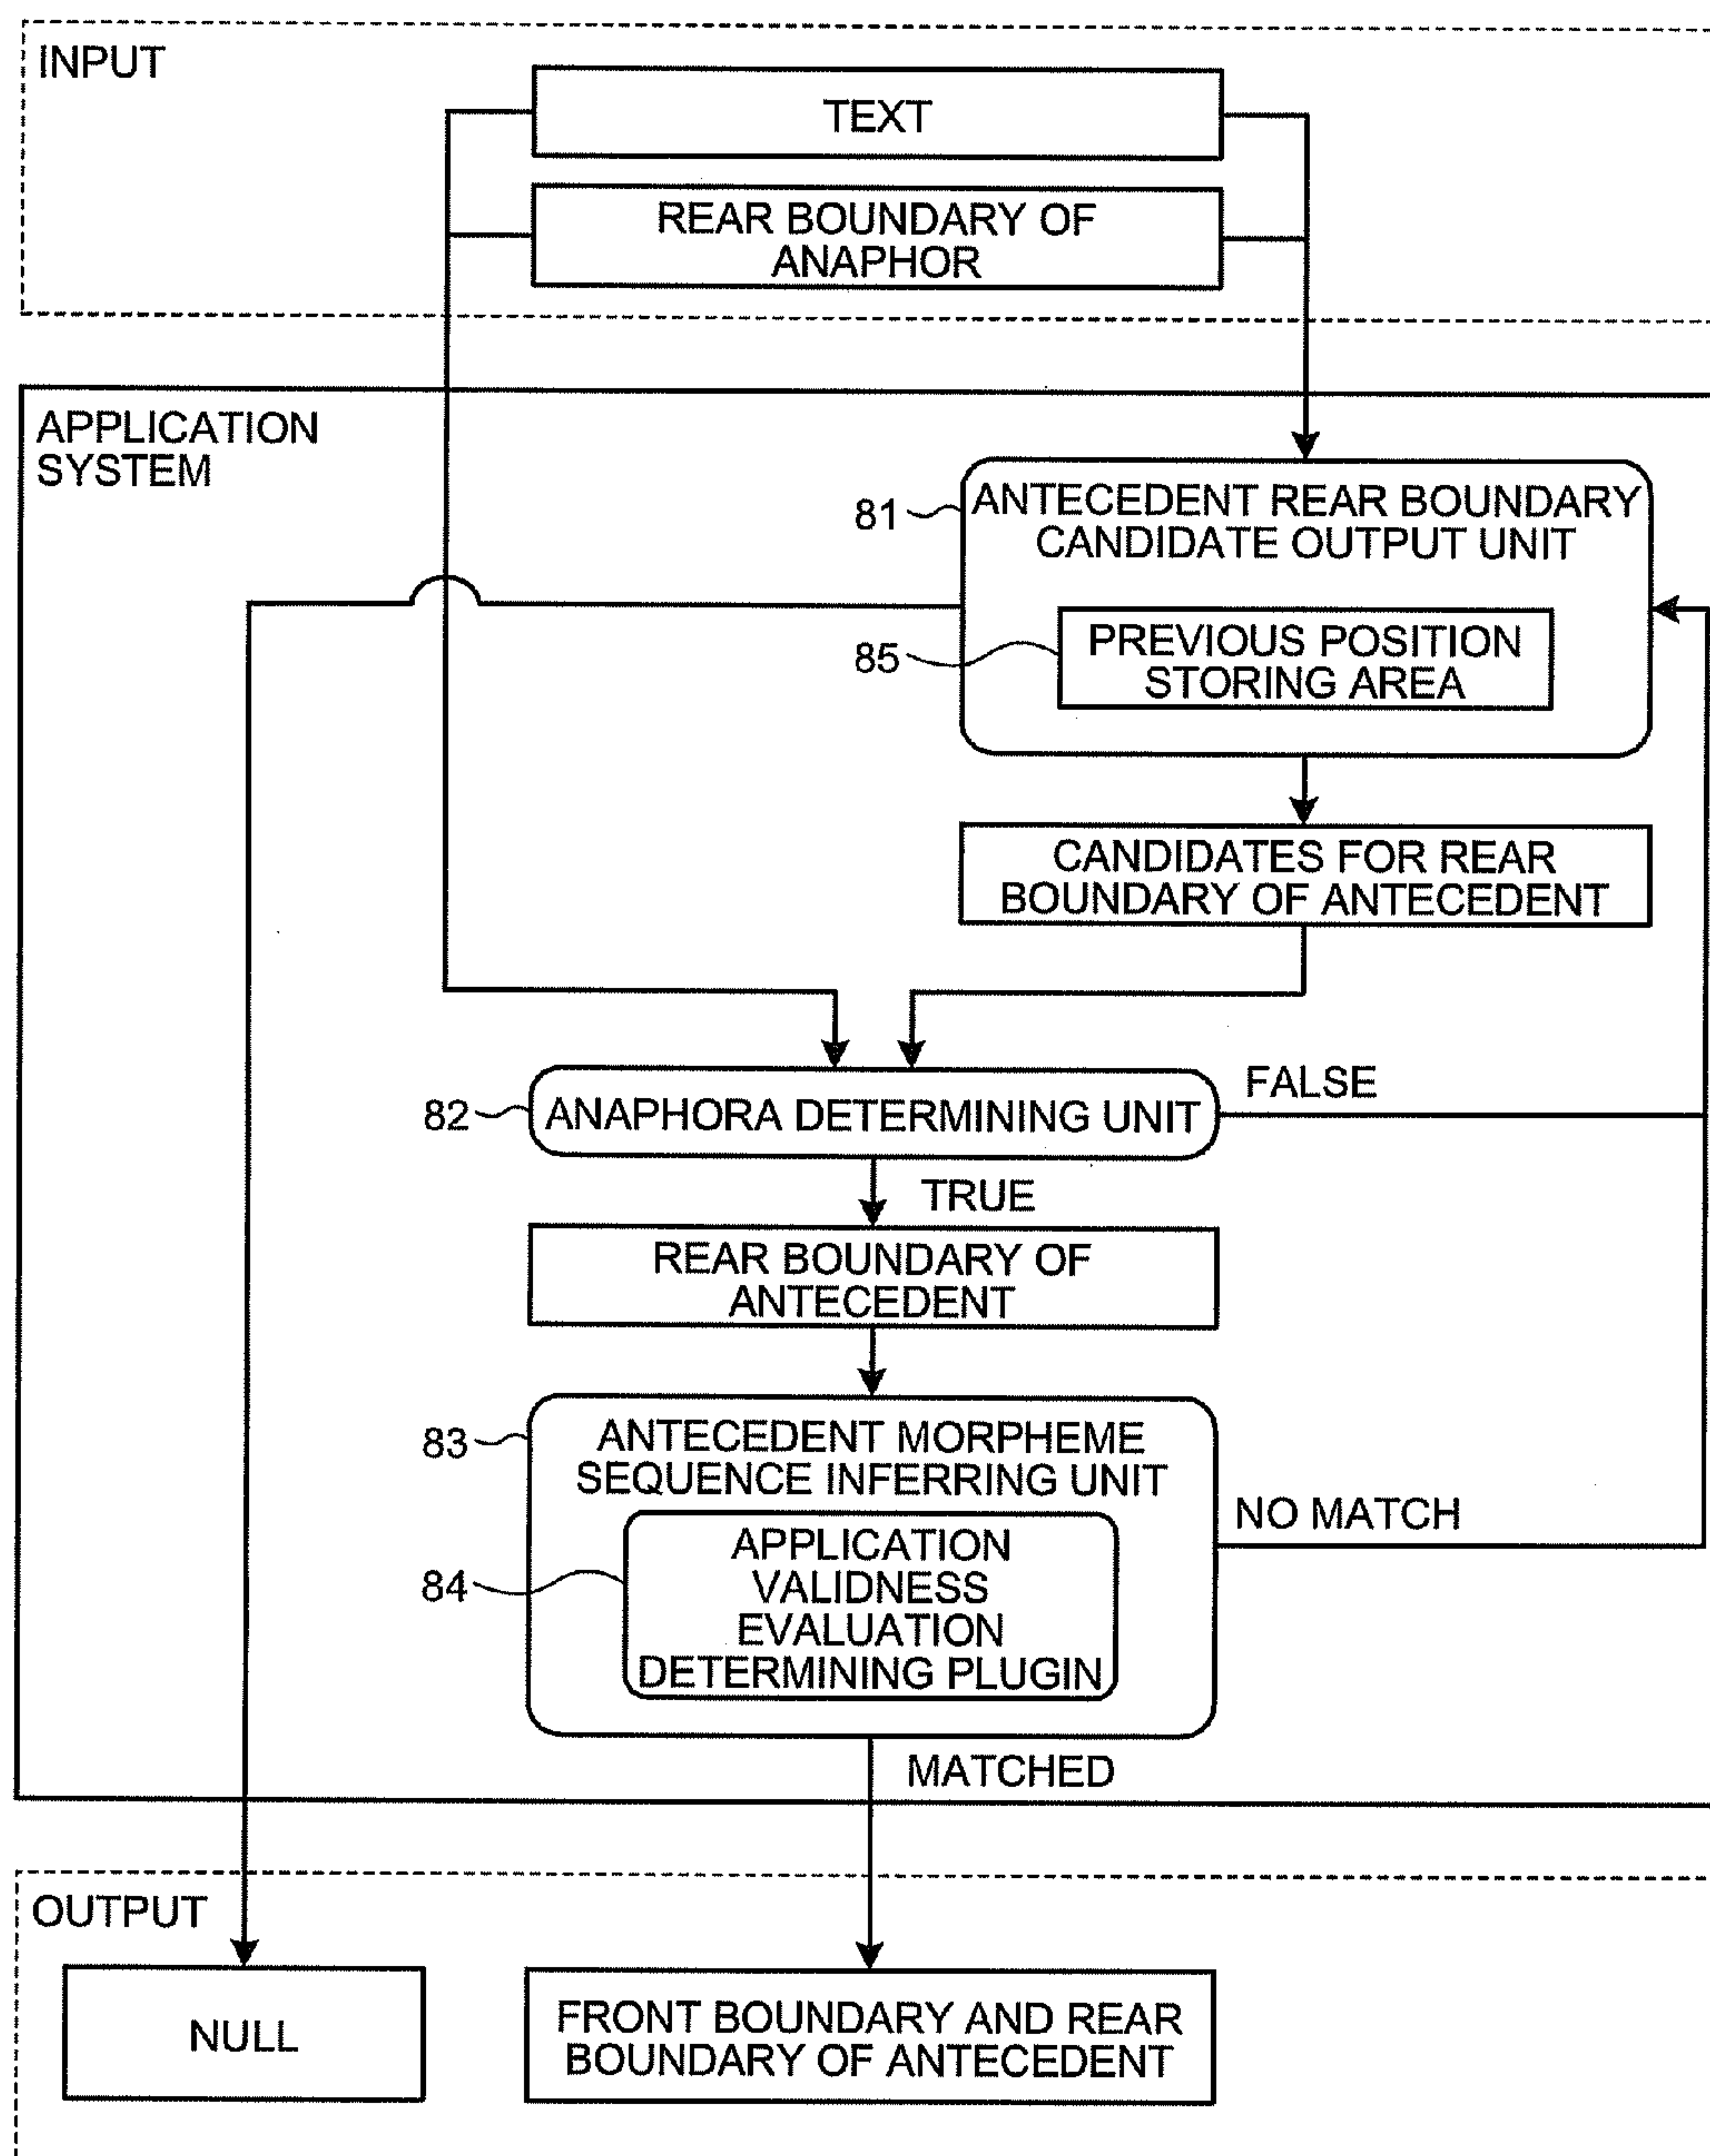 INPUT
TEXT
REAR BOUNDARY OF
ANAPHOR
APPLICATION
SYSTEM
81
ANTECEDENT REAR BOUNDARY
CANDIDATE OUTPUT UNIT
85
PREVIOUS POSITION
STORING AREA
CANDIDATES FOR REAR
BOUNDARY OF ANTECEDENT
82
ANAPHORA DETERMINING UNIT
FALSE
TRUE
REAR BOUNDARY OF
ANTECEDENT
83
ANTECEDENT MORPHEME
SEQUENCE INFERRING UNIT
NO MATCH
84
APPLICATION
VALIDNESS
EVALUATION
DETERMINING PLUGIN
MATCHED
OUTPUT
NULL
FRONT BOUNDARY AND REAR
BOUNDARY OF ANTECEDENT